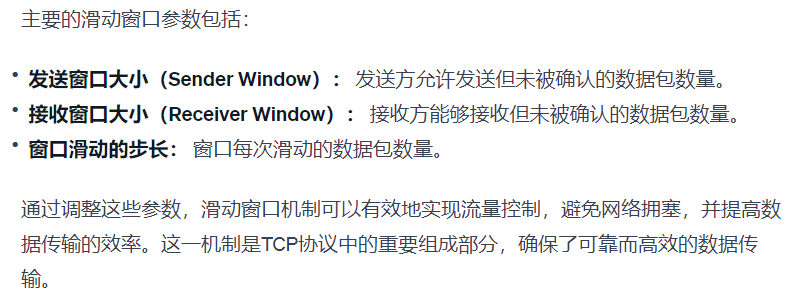 主要的滑动窗口参数包括：
• 发送窗口大小（Sender Window）： 发送方允许发送但未被确认的数据包数量。
• 接收窗口大小（Receiver Window）： 接收方能够接收但未被确认的数据包数量。
• 窗口滑动的步长： 窗口每次滑动的数据包数量。
通过调整这些参数，滑动窗口机制可以有效地实现流量控制，避免网络拥塞，并提高数
据传输的效率。这一机制是TCP协议中的重要组成部分，确保了可靠而高效的数据传
输。